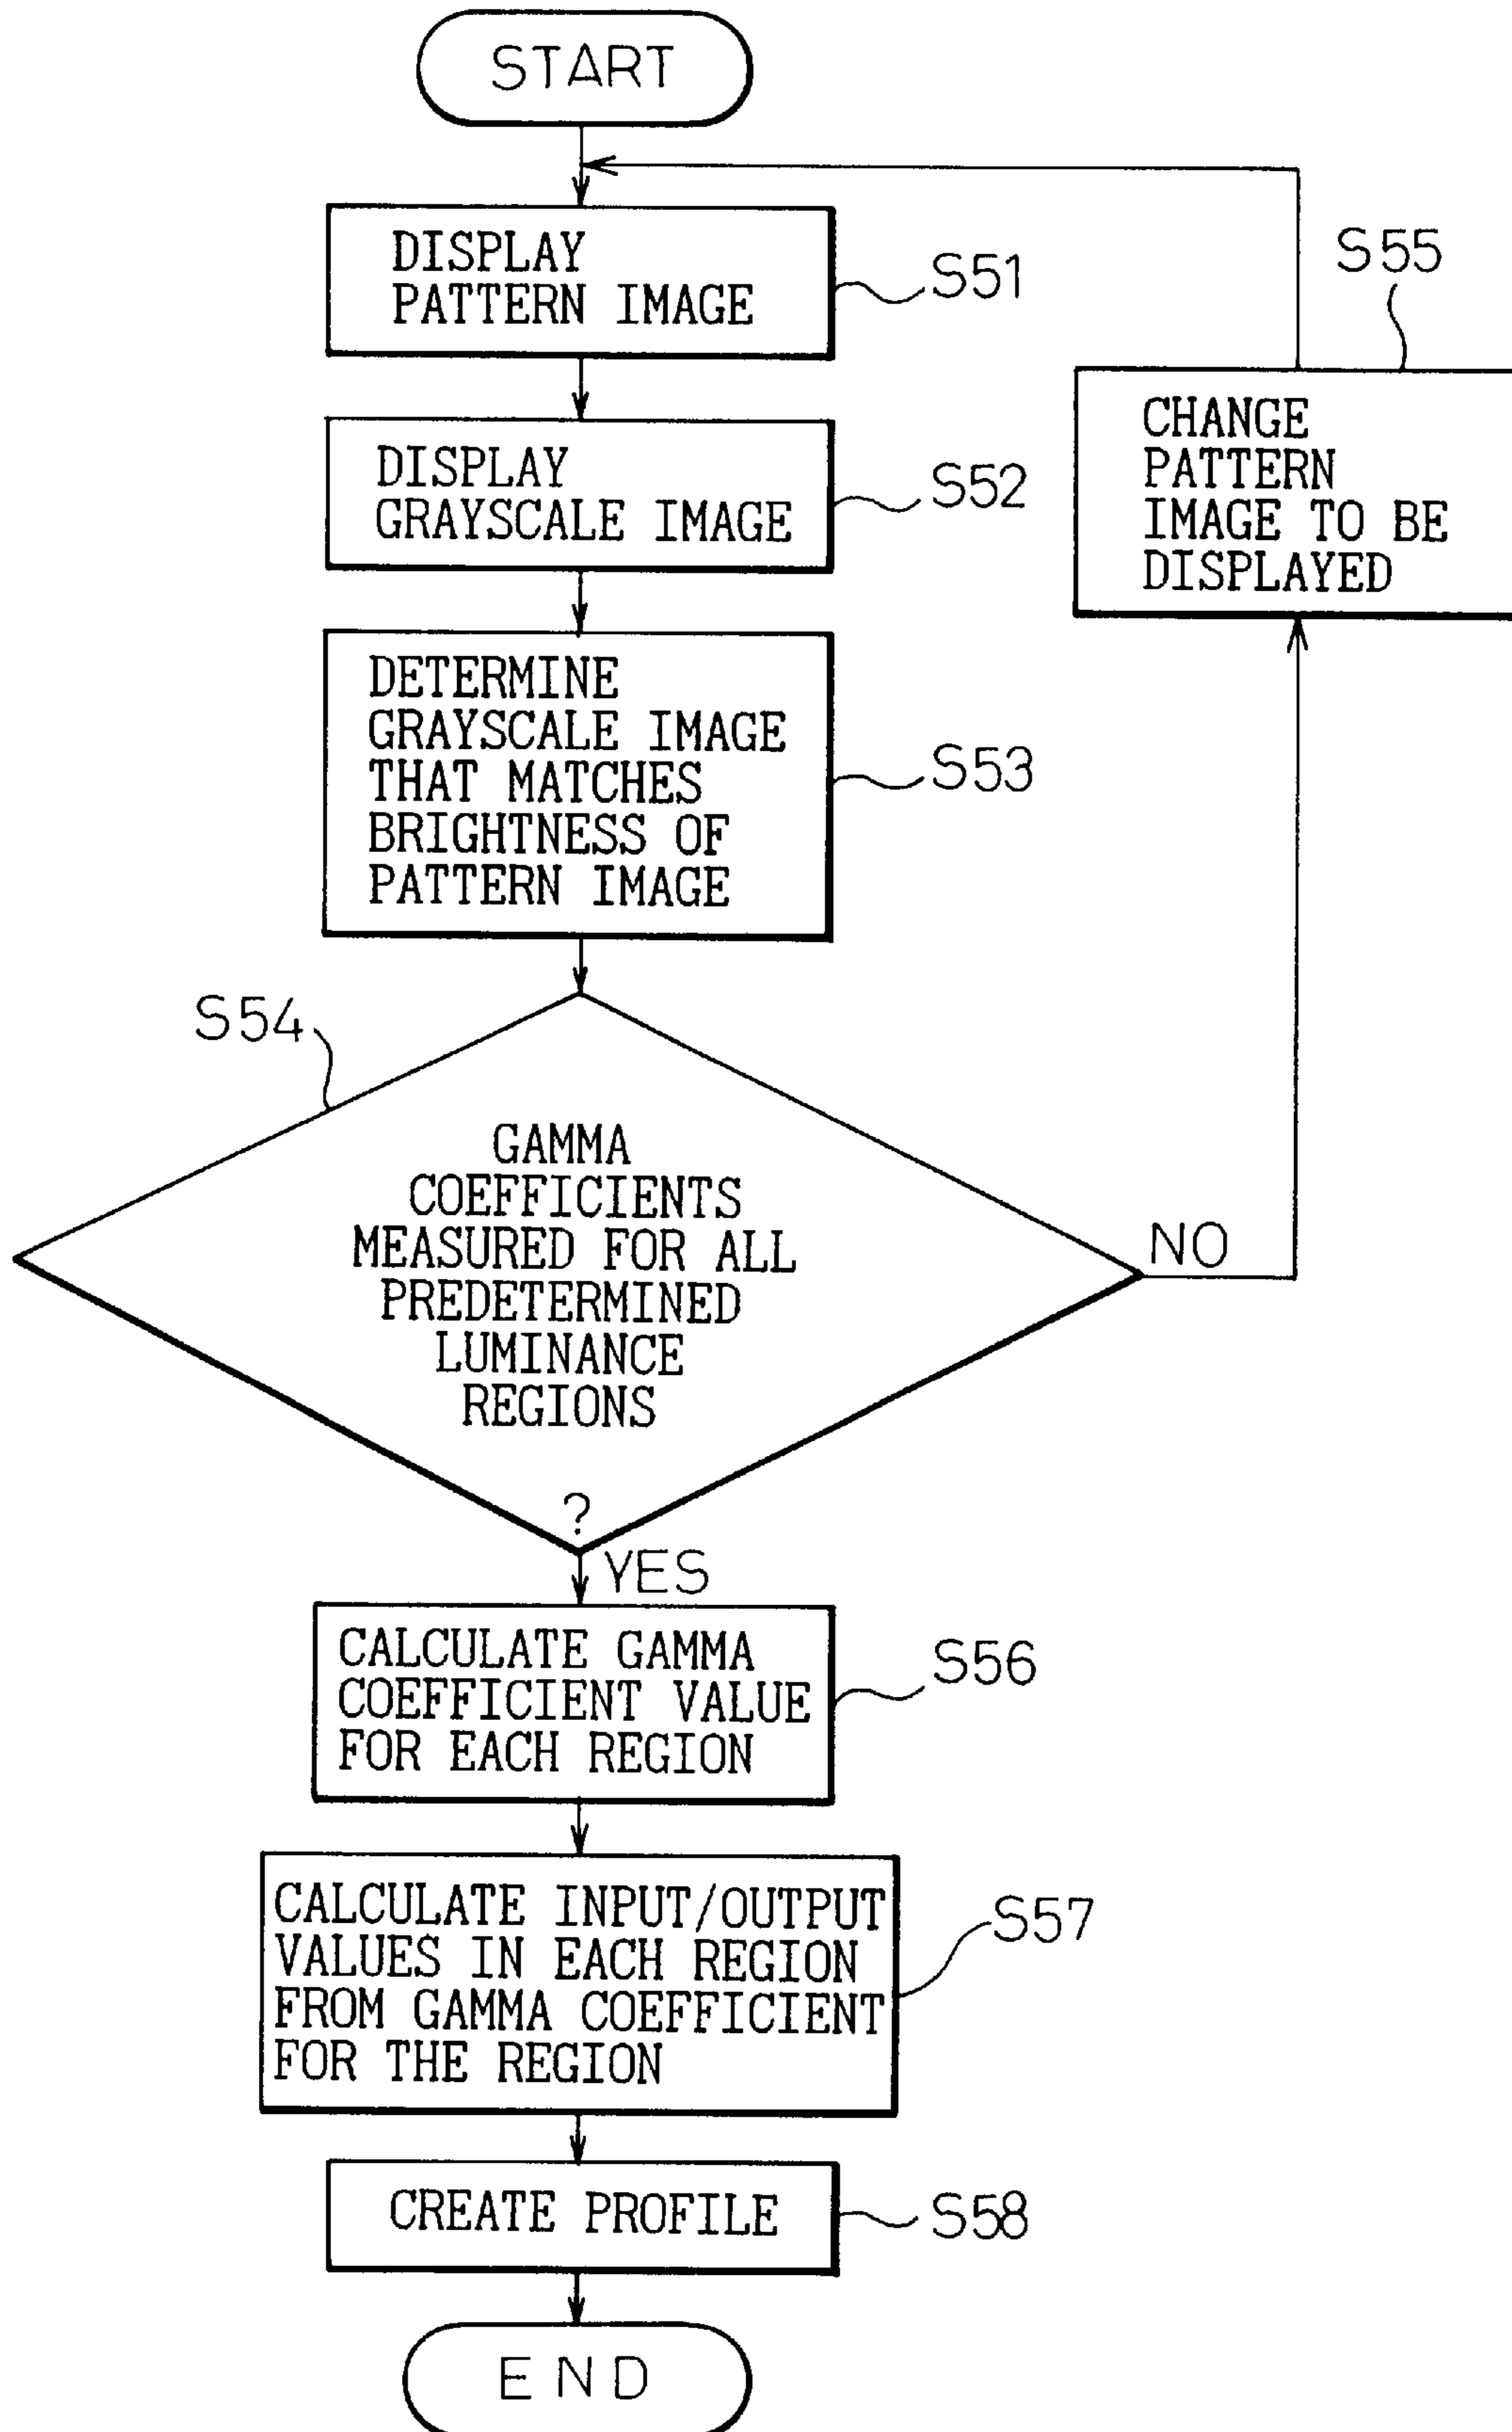 START
DISPLAY
PATTERN IMAGE
S51
S55
CHANGE
PATTERN
IMAGE TO BE
DISPLAYED
DISPLAY
GRAYSCALE IMAGE
S52
DETERMINE
GRAYSCALE IMAGE
THAT MATCHES
BRIGHTNESS OF
PATTERN IMAGE
S53
S54
GAMMA
COEFFICIENTS
MEASURED FOR ALL
PREDETERMINED
LUMINANCE
REGIONS
?
NO
YES
CALCULATE GAMMA
COEFFICIENT VALUE
FOR EACH REGION
S56
CALCULATE INPUT/OUTPUT
VALUES IN EACH REGION
FROM GAMMA COEFFICIENT
FOR THE REGION
S57
CREATE PROFILE
S58
END